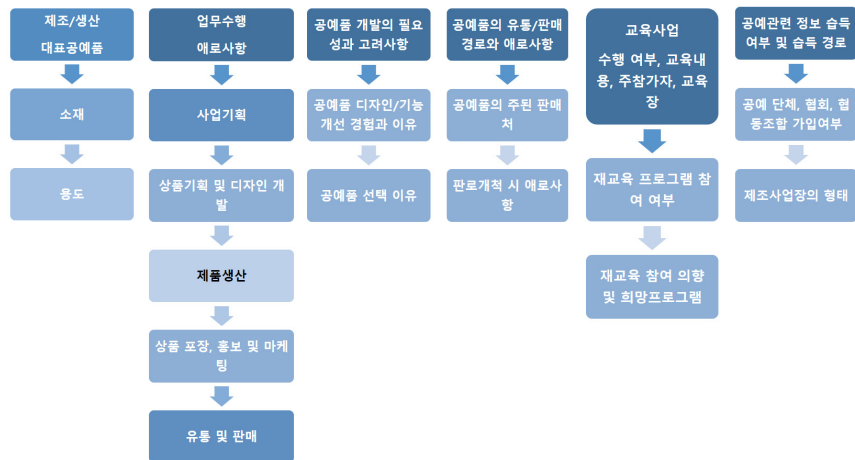 제조/생산
대표공예품
소재
용도
업무수행
애로사항
사업기획
상품기획 및 디자인 개
발
제품생산
상품 포장, 홍보 및 마케
팅
유통 및 판매
공예품 개발의 필요
성과 고려사항
공예품 디자인/기능
개선 경험과 이유
공예품 선택 이유
공예품의 유통/판매
경로와 애로사항
공예품의 주된 판매
처
판로개척 시 애로사
항
교육사업
수행 여부, 교육내
용, 주참가자, 교육
장
재교육 프로그램 참
여 여부
재교육 참여 의향
및 희망프로그램
공예관련 정보 습득
여부 및 습득 경로
공예 단체, 협회, 협
동조합 가입여부
제조사업장의 형태